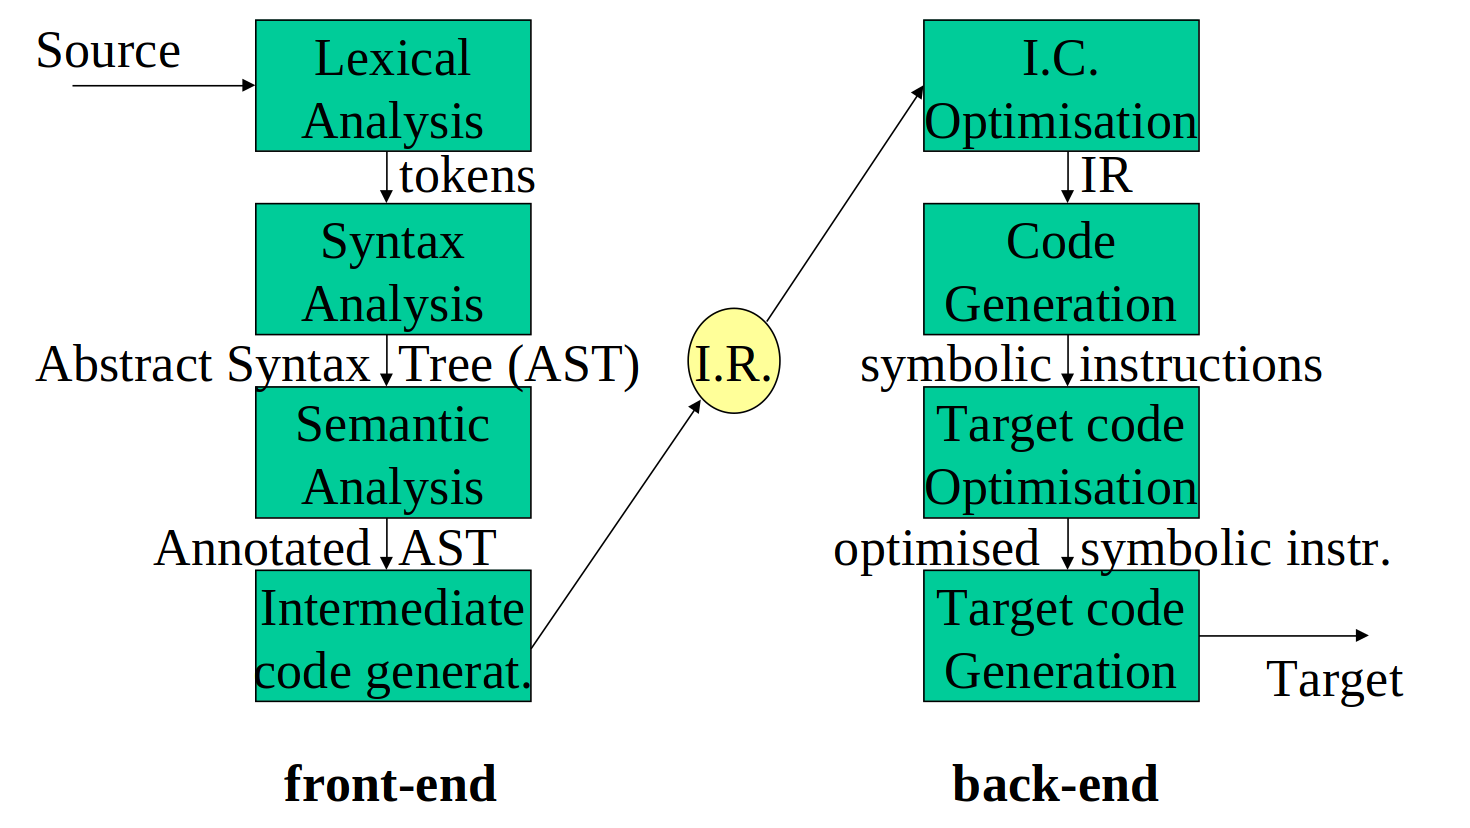 Source
Lexical
Analysis
tokens
Syntax
Analysis
Abstract Syntax Tree (AST)
Semantic
Analysis
Annotated AST
Intermediate
code generat.
front-end
I.R.
I.C.
Optimisation
IR
Code
Generation
symbolic instructions
Target code
Optimisation
optimised symbolic instr.
Target code
Generation
Target
back-end